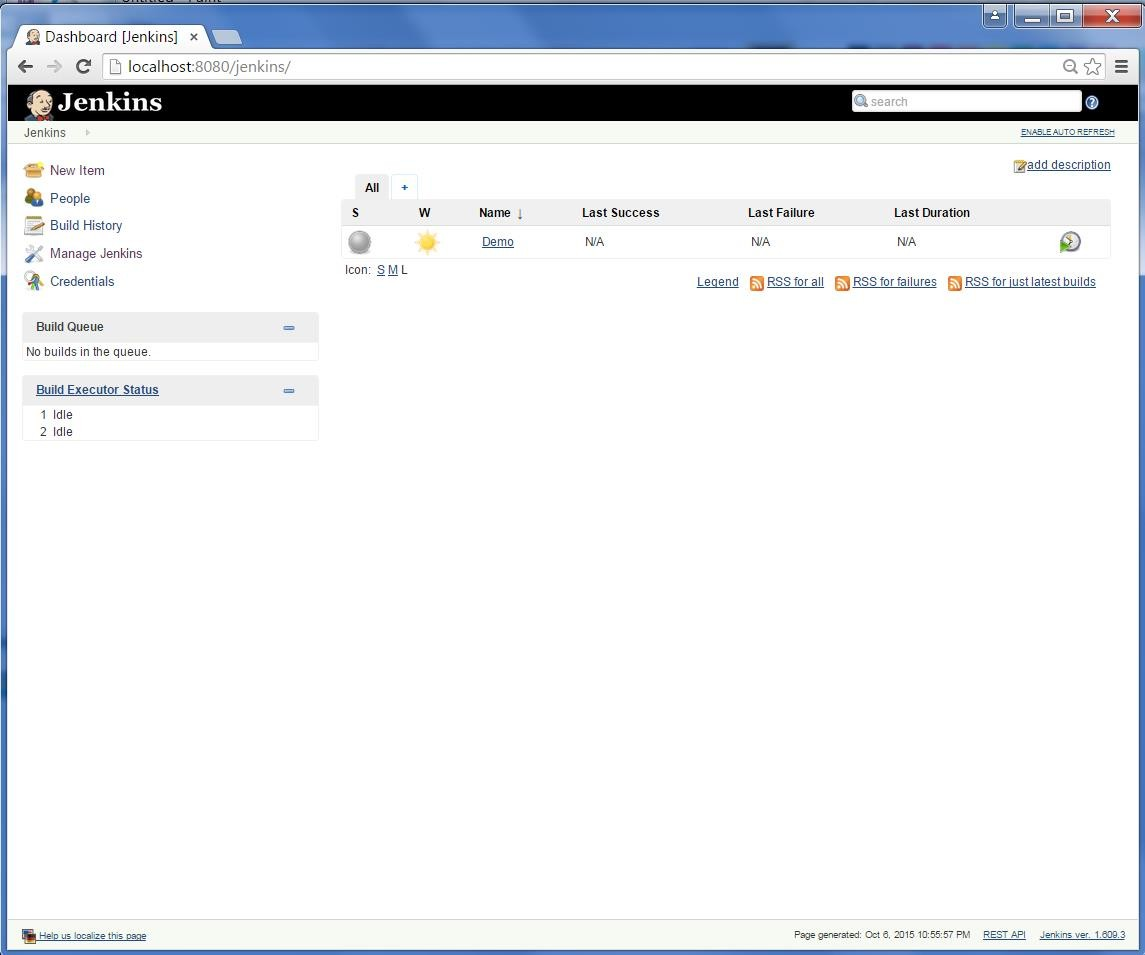 Dashboard [Jenkins]
localhost:8080/jenkins/
Jenkins
search
Jenkins
ENABLE AUTO REFRESH
New Item
People
Build History
Manage Jenkins
Credentials
Build Queue
No builds in the queue.
Build Executor Status
1 Idle
2 Idle
add description
All +
S W Name ↓ Last Success Last Failure Last Duration
Demo N/A N/A N/A
Icon: S M L
Legend RSS for all RSS for failures RSS for just latest builds
Help us localize this page
Page generated: Oct 6, 2015 10:55:57 PM REST API Jenkins ver. 1.609.3